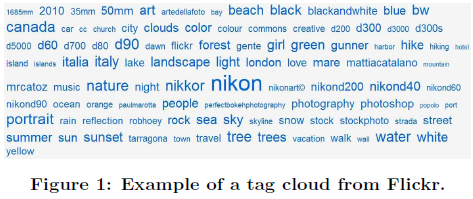 1685mm 2010 35mm 50mm art artedellafoto bay beach black blackandwhite blue bw
canada car cc church city clouds color colour commons creative d200 d300 d3000 d300s
d5000 d60 d700 d80 d90 dawn flickr forest gente girl green gunner harbor hike hiking hotel
island islands italia italy lake landscape light london love mare mattiacatalano mountain
mrcatoz music nature night nikkor nikon nikonart© nikond200 nikond40 nikond60
nikond90 ocean orange paulmarotta people perfectbokehphotography photography photoshop popolo port
portrait rain reflection robhoey rock sea sky skyline snow stock stockphoto strada street
summer sun sunset tarragona town travel tree trees vacation walk wall water white
yellow
Figure 1: Example of a tag cloud from Flickr.